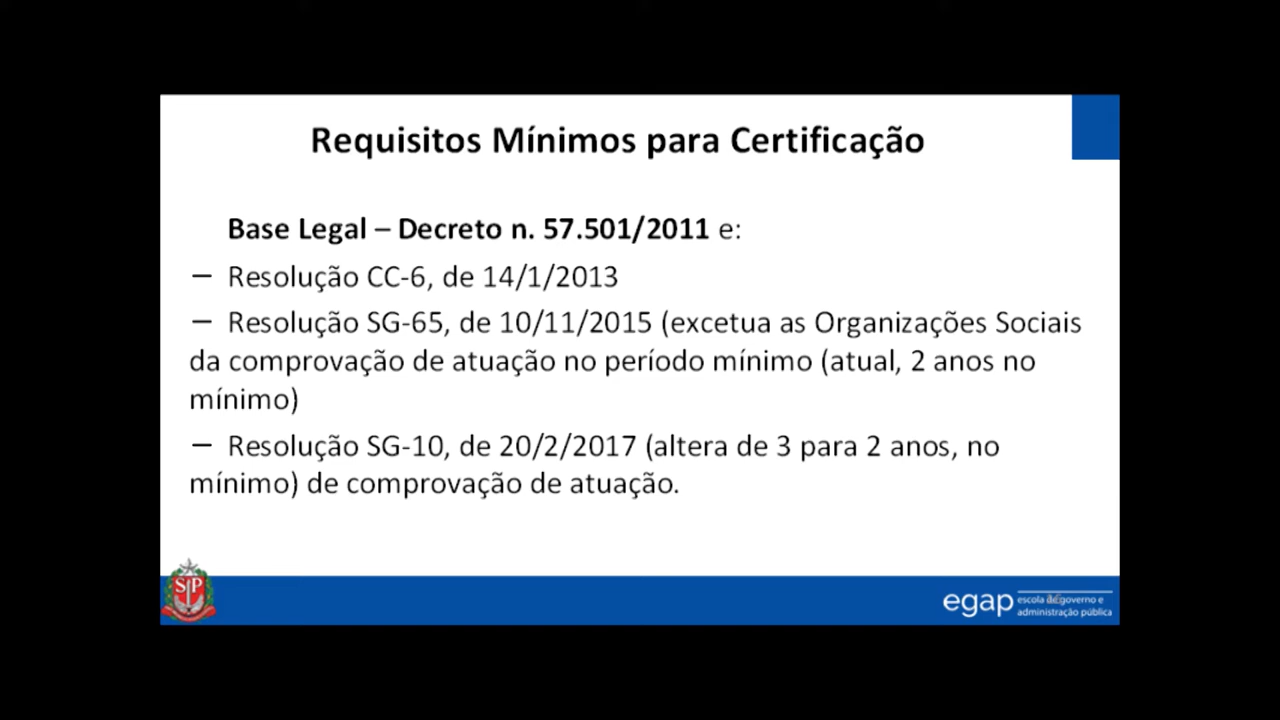 Requisitos Mínimos para Certificação
Base Legal – Decreto n. 57.501/2011 e:
– Resolução CC-6, de 14/1/2013
– Resolução SG-65, de 10/11/2015 (excetua as Organizações Sociais
da comprovação de atuação no período mínimo (atual, 2 anos no
mínimo)
– Resolução SG-10, de 20/2/2017 (altera de 3 para 2 anos, no
mínimo) de comprovação de atuação.
SP
egap
escola de governo e
administração pública